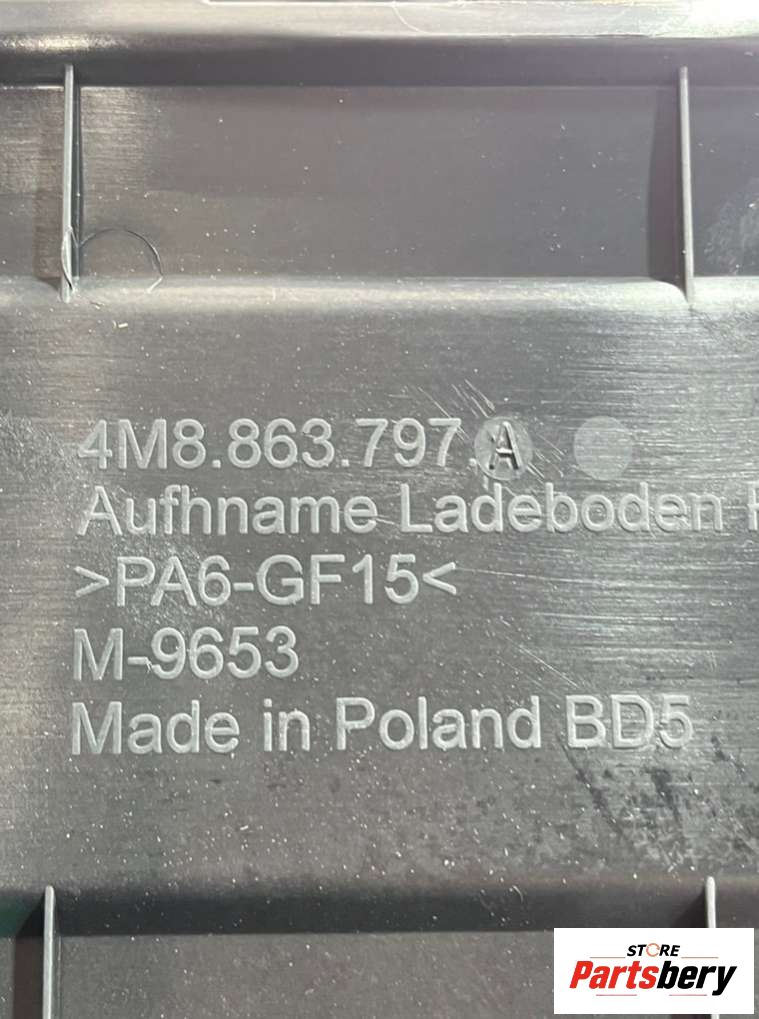 4M8.863.797.A
Aufhname Ladeboden
>PA6-GF15<
M-9653
Made in Poland BD5
STORE
Partsbery